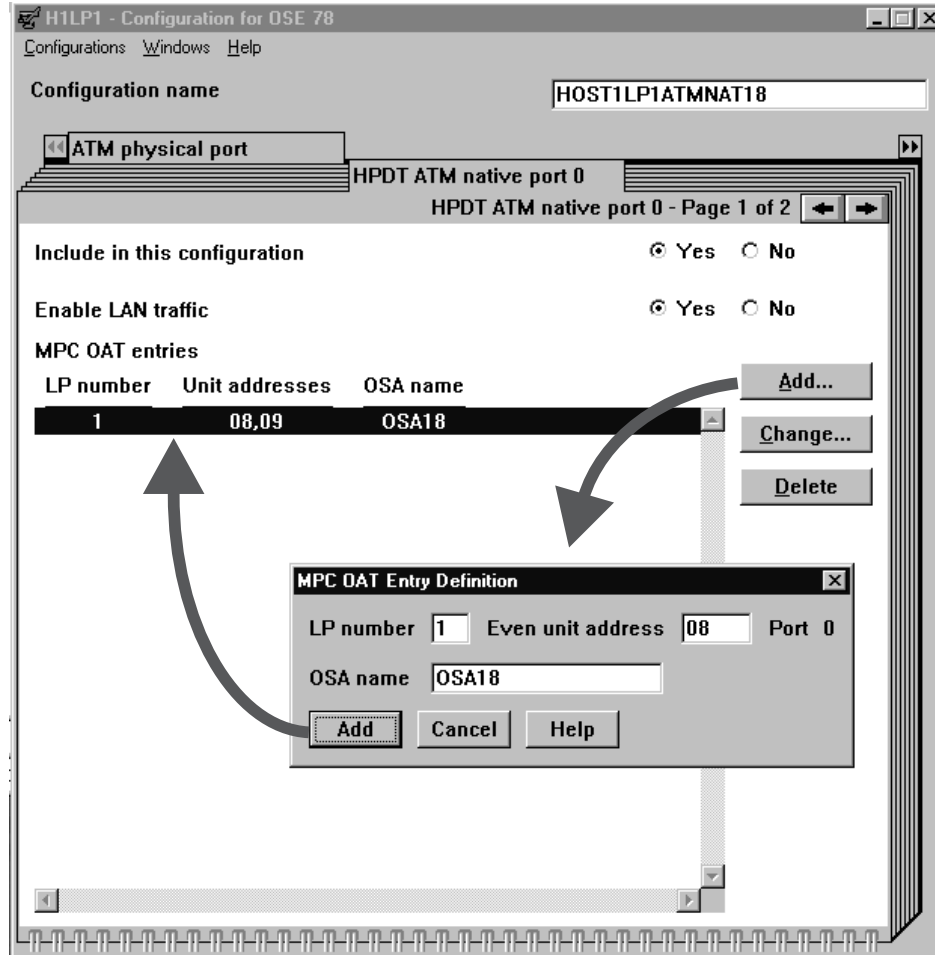 H1LP1 - Configuration for OSE 78
Configurations Windows Help
Configuration name HOST1LP1ATMNAT18
ATM physical port
HPDT ATM native port 0
HPDT ATM native port 0 - Page 1 of 2
Include in this configuration Yes No
Enable LAN traffic Yes No
MPC OAT entries
LP number Unit addresses OSA name
1 08,09 OSA18
Add...
Change...
Delete
MPC OAT Entry Definition
LP number 1 Even unit address 08 Port 0
OSA name OSA18
Add Cancel Help